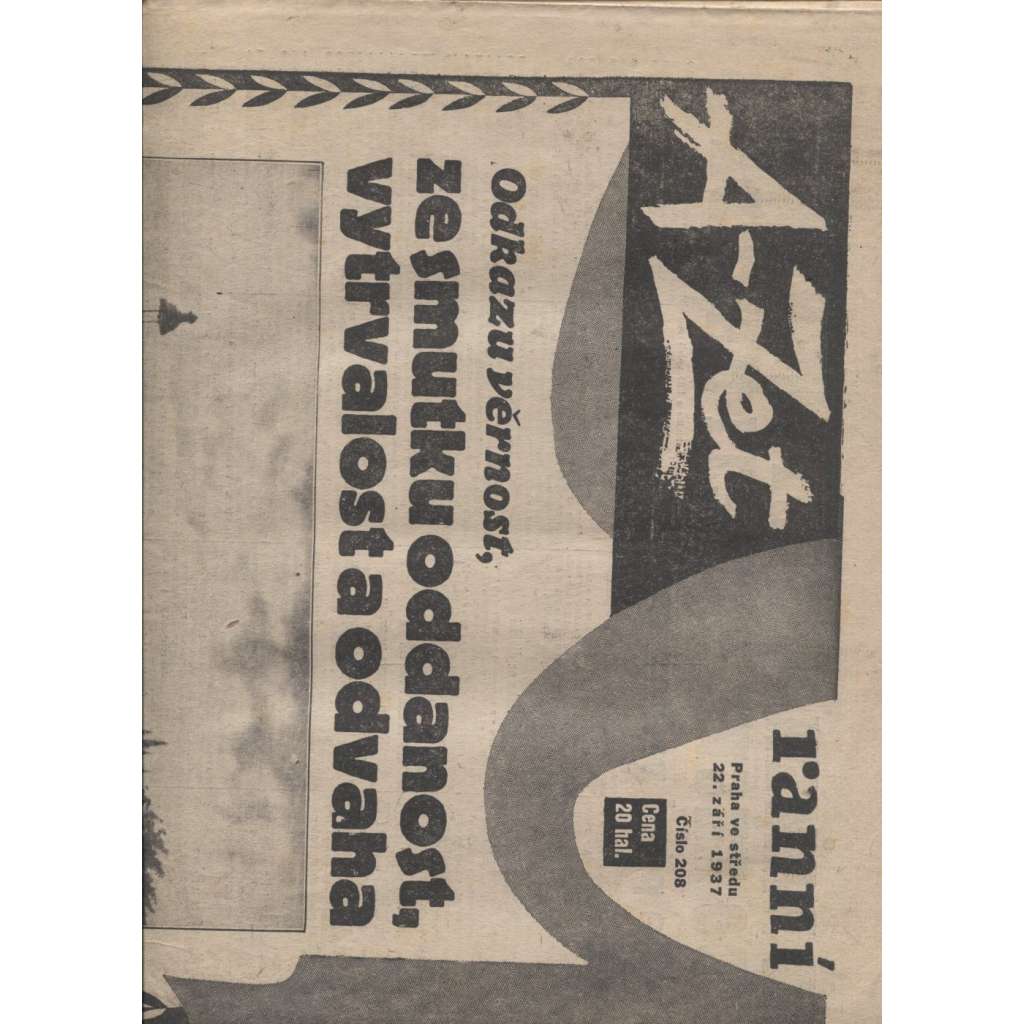 A-Zet
ranní
Praha ve středu
22. září 1937
Číslo 208
Cena
20 hal.
Odkazu věrnost,
ze smutku oddanost,
vytrvalost a odvaha